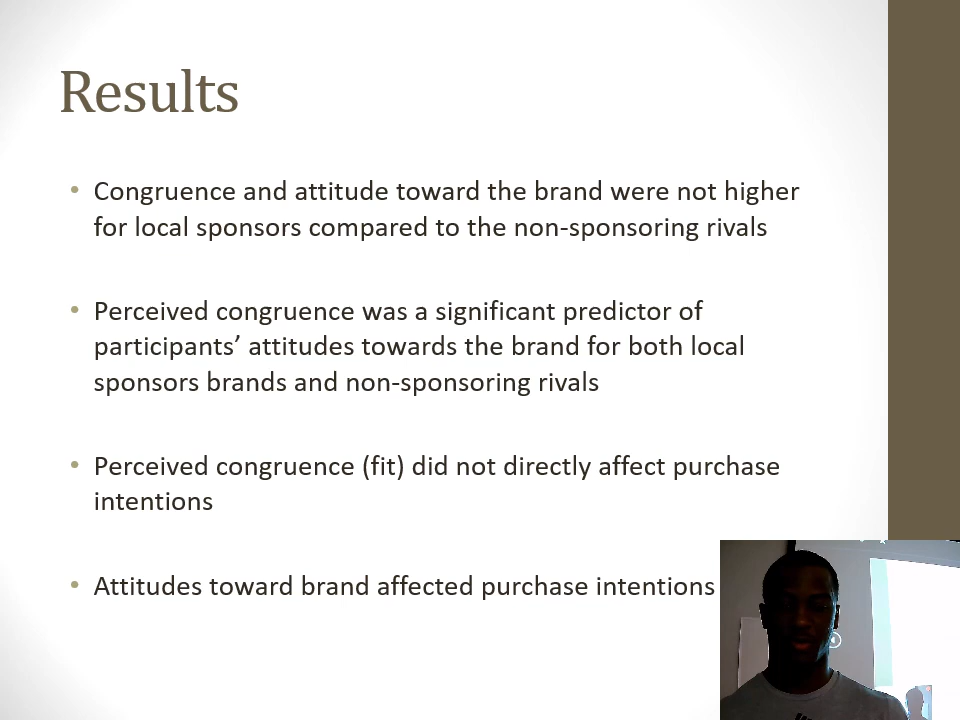 Results
• Congruence and attitude toward the brand were not higher
for local sponsors compared to the non-sponsoring rivals
• Perceived congruence was a significant predictor of
participants’ attitudes towards the brand for both local
sponsors brands and non-sponsoring rivals
• Perceived congruence (fit) did not directly affect purchase
intentions
• Attitudes toward brand affected purchase intentions